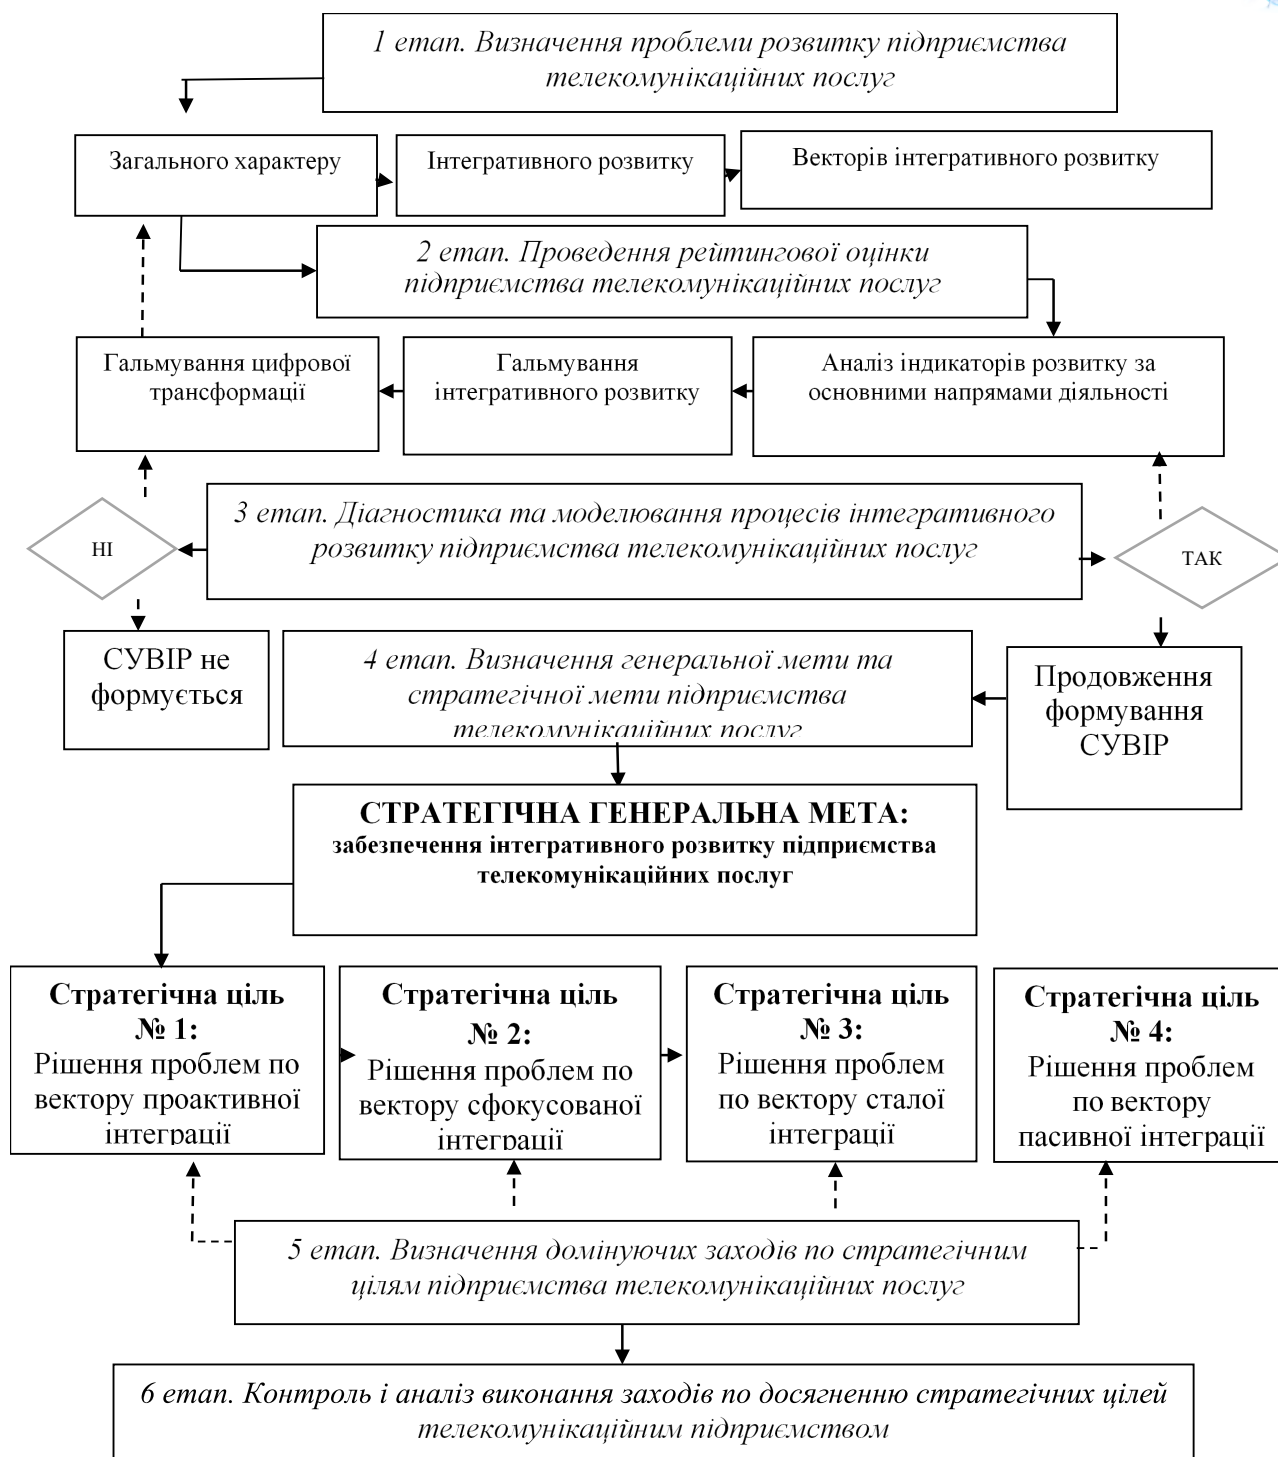 1 етап. Визначення проблеми розвитку підприємства
телекомунікаційних послуг
Загального характеру
Інтегративного розвитку
Векторів інтегративного розвитку
2 етап. Проведення рейтингової оцінки
підприємства телекомунікаційних послуг
Гальмування цифрової
трансформації
Гальмування
інтегративного розвитку
Аналіз індикаторів розвитку за
основними напрямами діяльності
3 етап. Діагностика та моделювання процесів інтегративного
розвитку підприємства телекомунікаційних послуг
НІ
ТАК
СУВІР не
формується
4 етап. Визначення генеральної мети та
стратегічної мети підприємства
телекомунікаційних послуг
Продовження
формування
СУВІР
СТРАТЕГІЧНА ГЕНЕРАЛЬНА МЕТА:
забезпечення інтегративного розвитку підприємства
телекомунікаційних послуг
Стратегічна ціль
№ 1:
Рішення проблем по
вектору проактивної
інтеграції
Стратегічна ціль
№ 2:
Рішення проблем по
вектору сфокусованої
інтеграції
Стратегічна ціль
№ 3:
Рішення проблем
по вектору сталої
інтеграції
Стратегічна ціль
№ 4:
Рішення проблем
по вектору
пасивної інтеграції
5 етап. Визначення домінуючих заходів по стратегічним
цілям підприємства телекомунікаційних послуг
6 етап. Контроль і аналіз виконання заходів по досягненню стратегічних цілей
телекомунікаційним підприємством